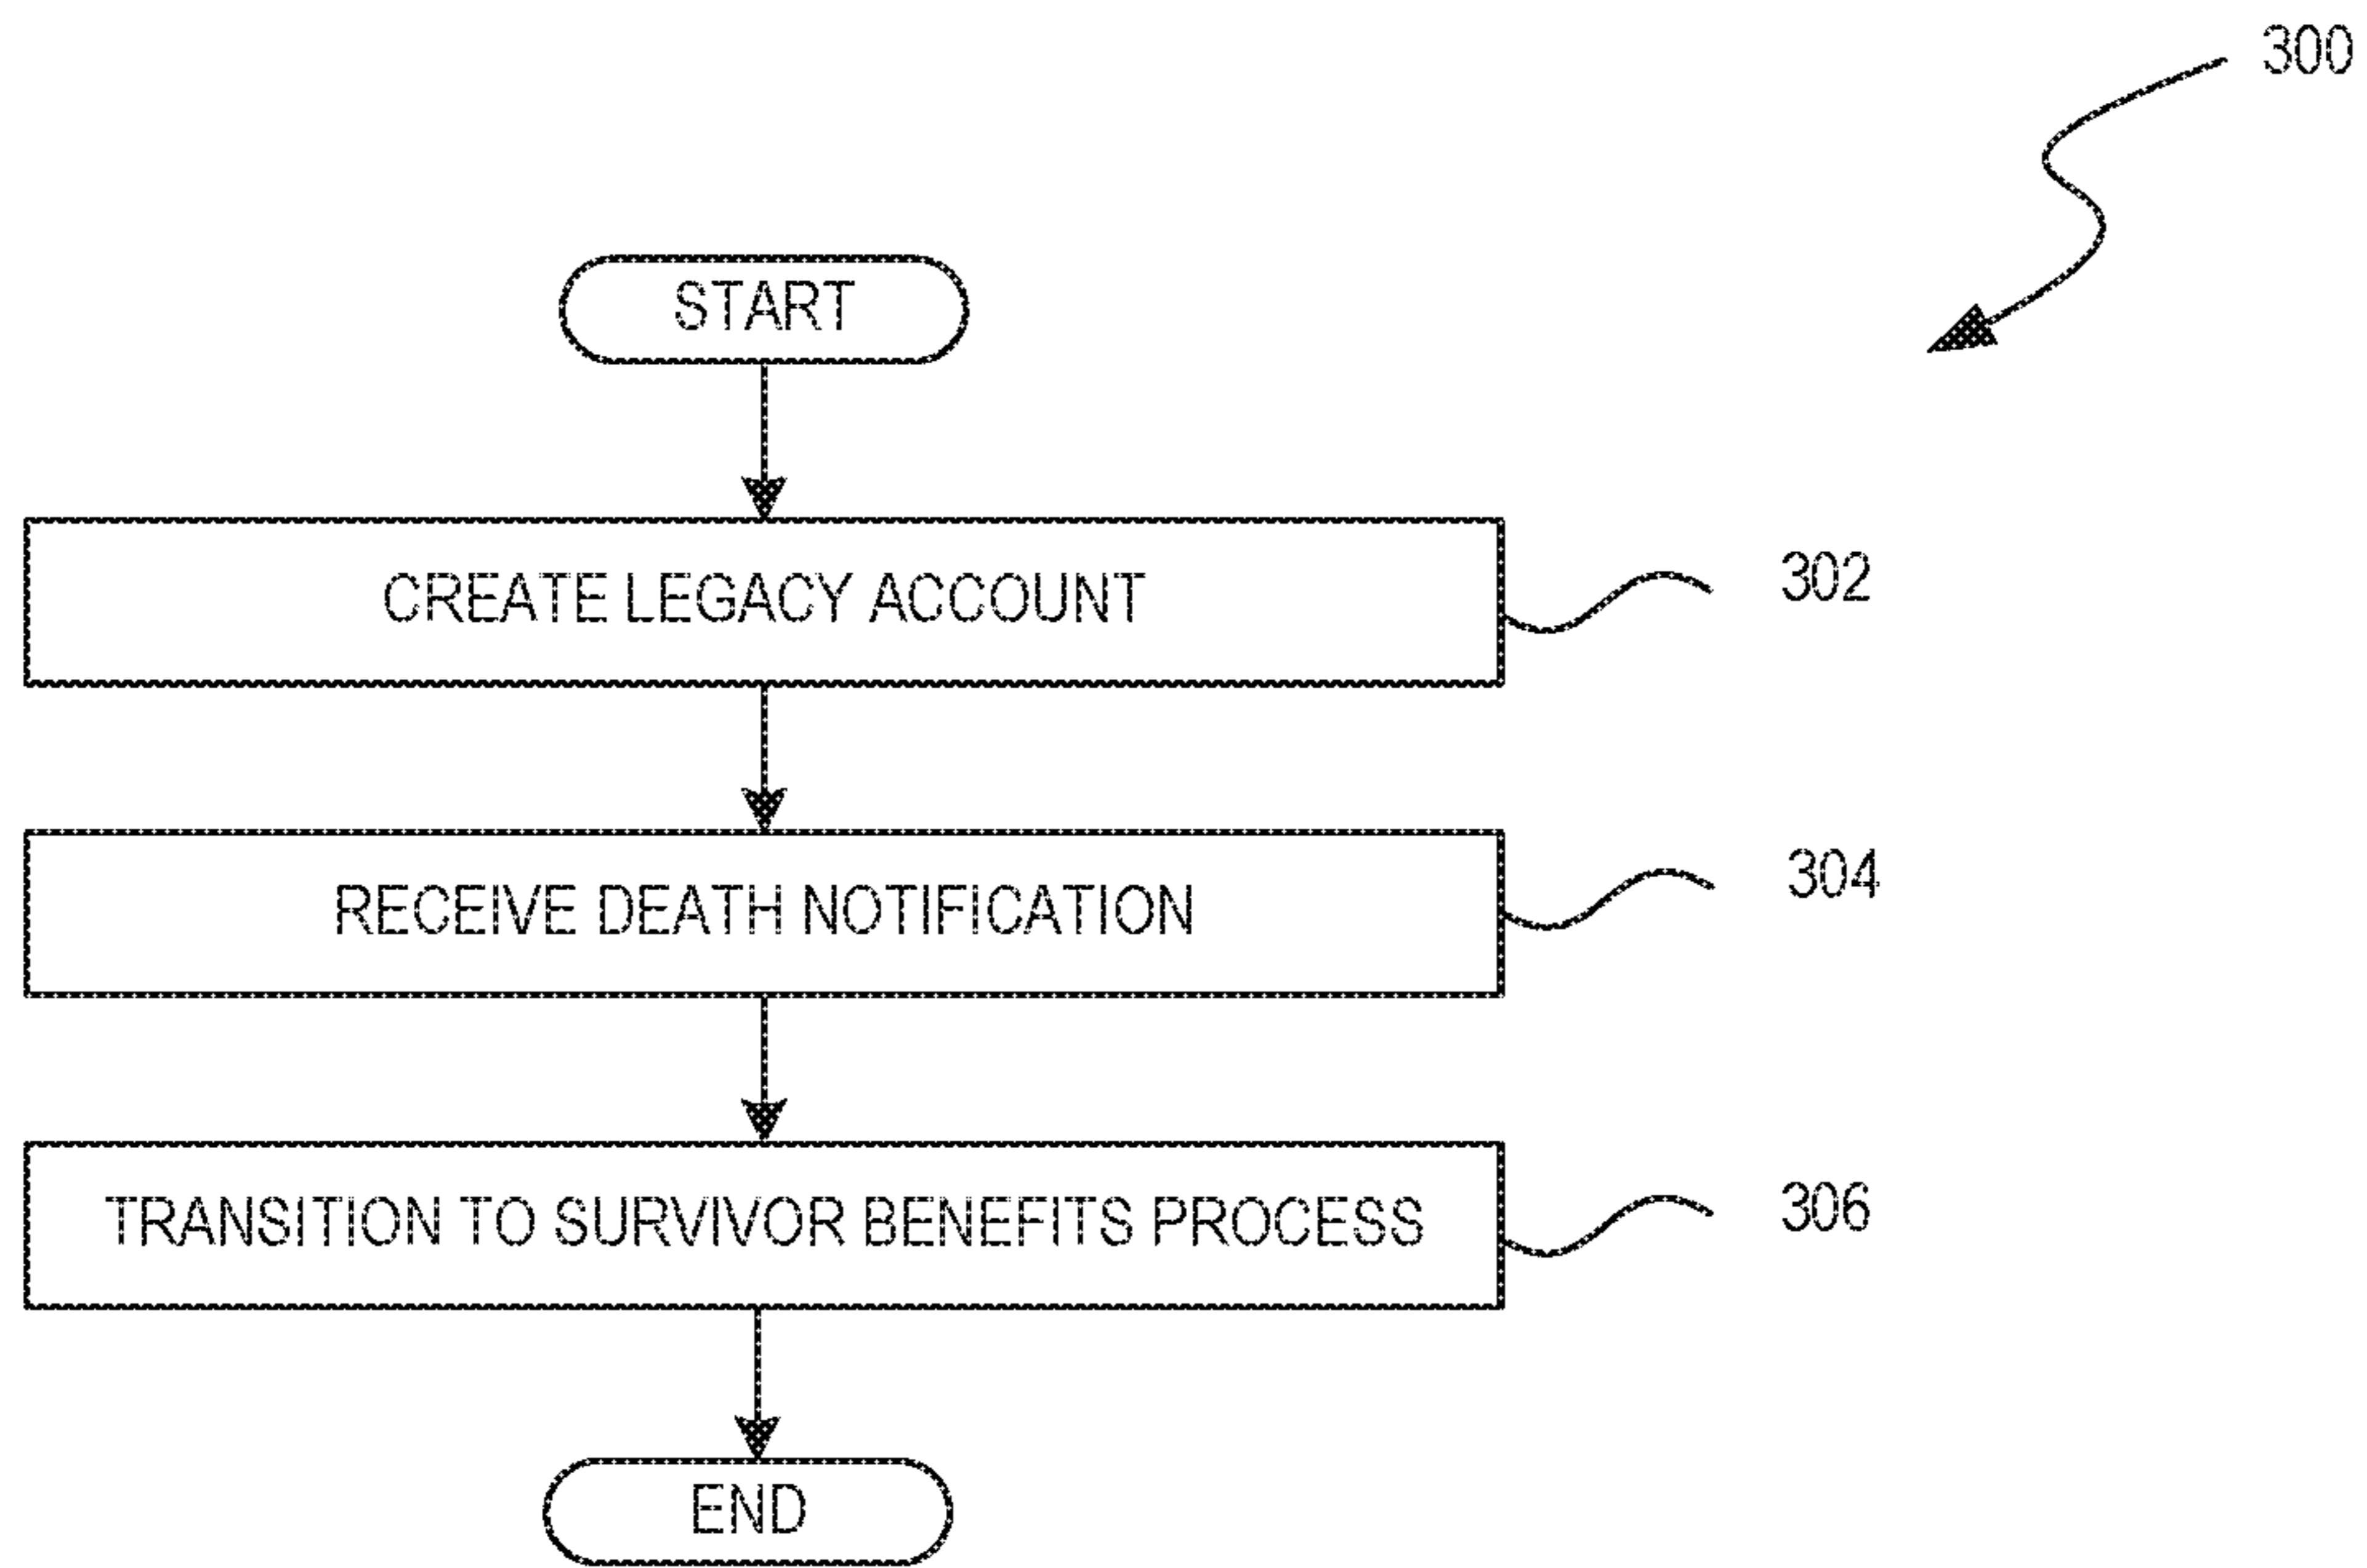 300
START
CREATE LEGACY ACCOUNT
302
RECEIVE DEATH NOTIFICATION
304
TRANSITION TO SURVIVOR BENEFITS PROCESS
306
END